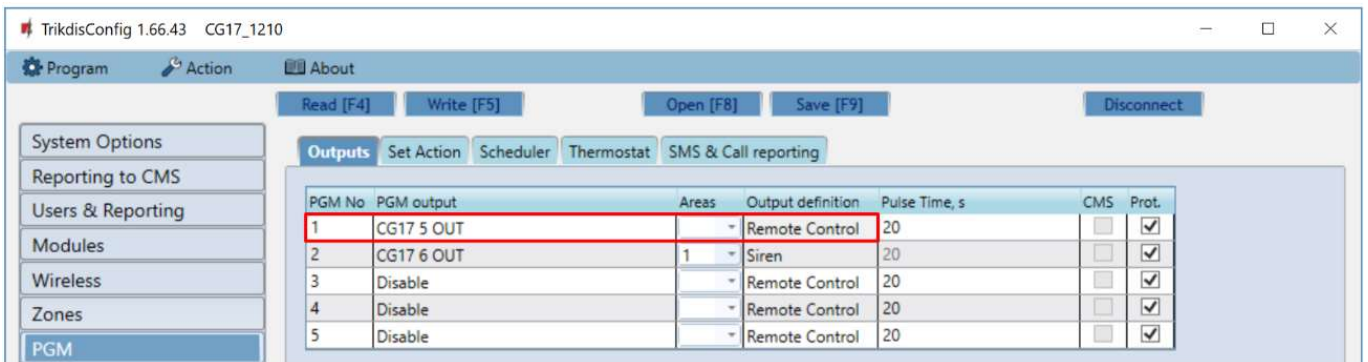 TrikdisConfig 1.66.43 CG17_1210
Program Action About
Read [F4] Write [F5] Open [F8] Save [F9] Disconnect
System Options
Reporting to CMS
Users & Reporting
Modules
Wireless
Zones
PGM
Outputs Set Action Scheduler Thermostat SMS & Call reporting
PGM No PGM output Areas Output definition Pulse Time, s CMS Prot.
1 CG17 5 OUT Remote Control 20
2 CG17 6 OUT 1 Siren 20
3 Disable Remote Control 20
4 Disable Remote Control 20
5 Disable Remote Control 20